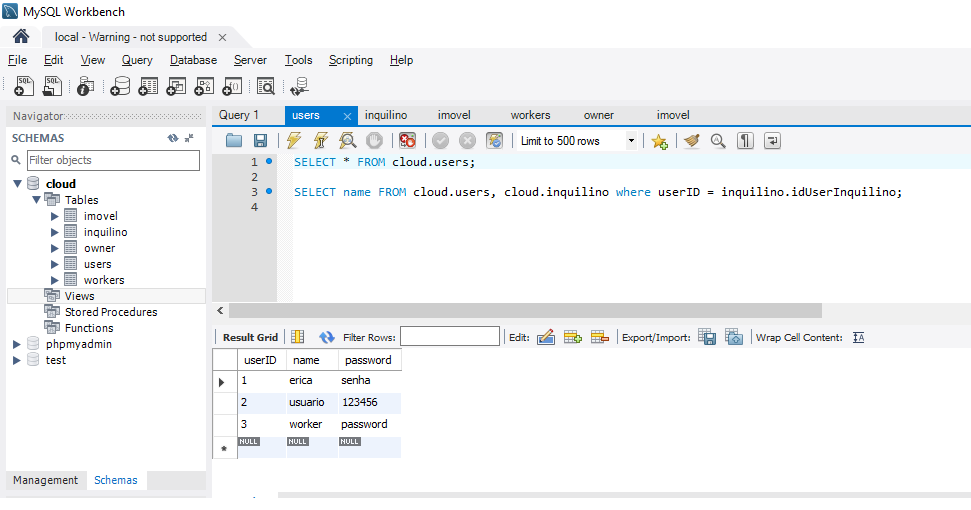 MySQL Workbench
local - Warning - not supported ×
File Edit View Query Database Server Tools Scripting Help
SQL SQL
Navigator
SCHEMAS
Filter objects
cloud
Tables
imovel
inquilino
owner
users
workers
Views
Stored Procedures
Functions
phpmyadmin
test
Management Schemas
Query 1 users × inquilino imovel workers owner imovel
Limit to 500 rows
1 SELECT * FROM cloud.users;
2
3 SELECT name FROM cloud.users, cloud.inquilino where userID = inquilino.idUserInquilino;
4
Result Grid Filter Rows: Edit: Export/Import: Wrap Cell Content: IA
userID name password
1 erica senha
2 usuario 123456
3 worker password
NULL NULL NULL